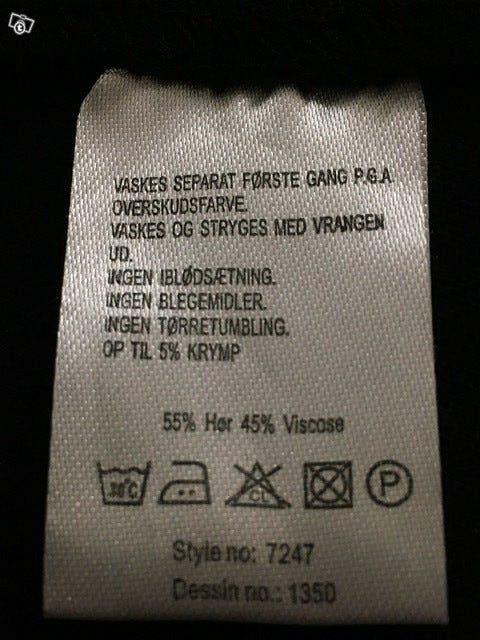 VASKES SEPARAT FØRSTE GANG P.G.A
OVERSKUDSFARVE.
VASKES OG STRYGES MED VRANGEN
UD.
INGEN IBLØDSÆTNING.
INGEN BLEGEMIDLER.
INGEN TØRRETUMBLING.
OP TIL 5% KRYMP
55% Hør 45% Viscose
30°C CL P
Style no: 7247
Dessin no.: 1350